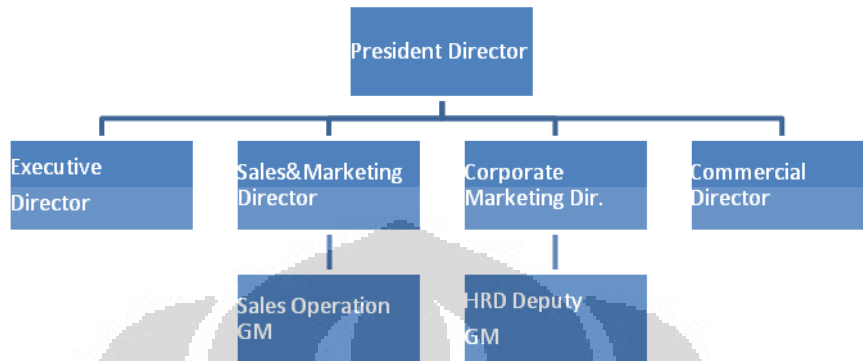 President Director
Executive
Director
Sales&Marketing
Director
Corporate
Marketing Dir.
Commercial
Director
Sales Operation
GM
HRD Deputy
GM